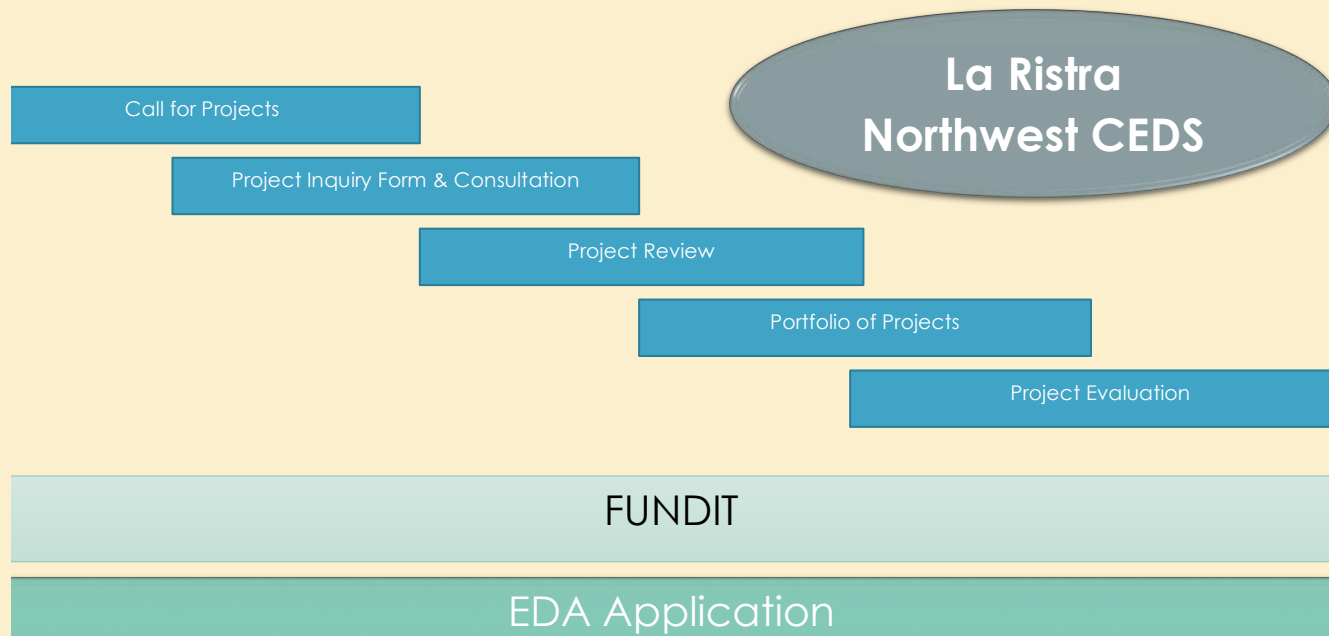 La Ristra
Northwest CEDS
Call for Projects
Project Inquiry Form & Consultation
Project Review
Portfolio of Projects
Project Evaluation
FUNDIT
EDA Application